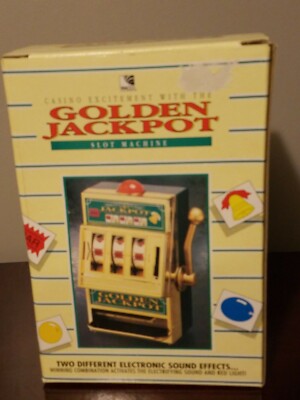 CASINO EXCITEMENT WITH THE
GOLDEN
JACKPOT
SLOT MACHINE
JACKPOT
GOLDEN
JACKPOT
TWO DIFFERENT ELECTRONIC SOUND EFFECTS...
WINNING COMBINATION ACTIVATES THE ELECTRIFYING SOUND AND RED LIGHT!